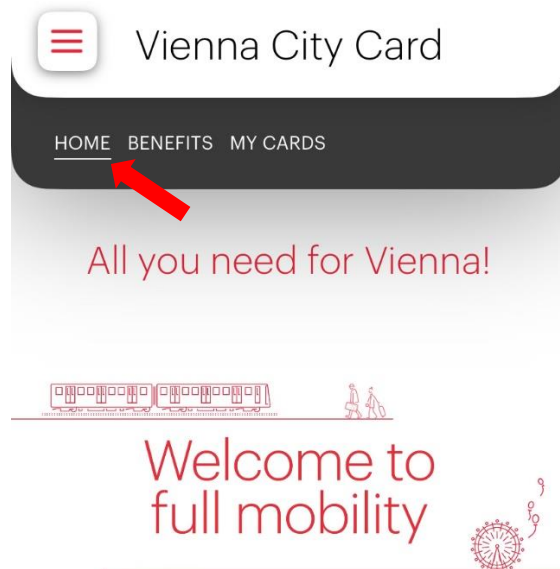 Vienna City Card
HOME BENEFITS MY CARDS
All you need for Vienna!
Welcome to
full mobility